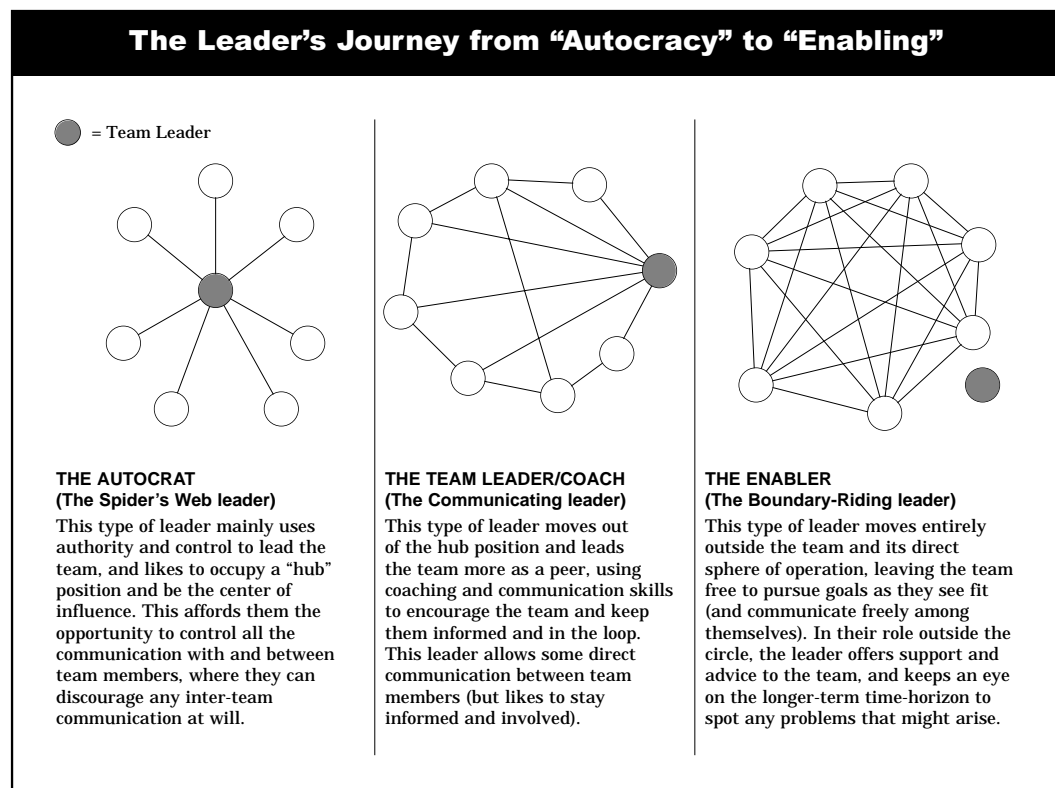 The Leader’s Journey from “Autocracy” to “Enabling”
= Team Leader
THE AUTOCRAT
(The Spider’s Web leader)
This type of leader mainly uses
authority and control to lead the
team, and likes to occupy a “hub”
position and be the center of
influence. This affords them the
opportunity to control all the
communication with and between
team members, where they can
discourage any inter-team
communication at will.
THE TEAM LEADER/COACH
(The Communicating leader)
This type of leader moves out
of the hub position and leads
the team more as a peer, using
coaching and communication skills
to encourage the team and keep
them informed and in the loop.
This leader allows some direct
communication between team
members (but likes to stay
informed and involved).
THE ENABLER
(The Boundary-Riding leader)
This type of leader moves entirely
outside the team and its direct
sphere of operation, leaving the team
free to pursue goals as they see fit
(and communicate freely among
themselves). In their role outside the
circle, the leader offers support and
advice to the team, and keeps an eye
on the longer-term time-horizon to
spot any problems that might arise.